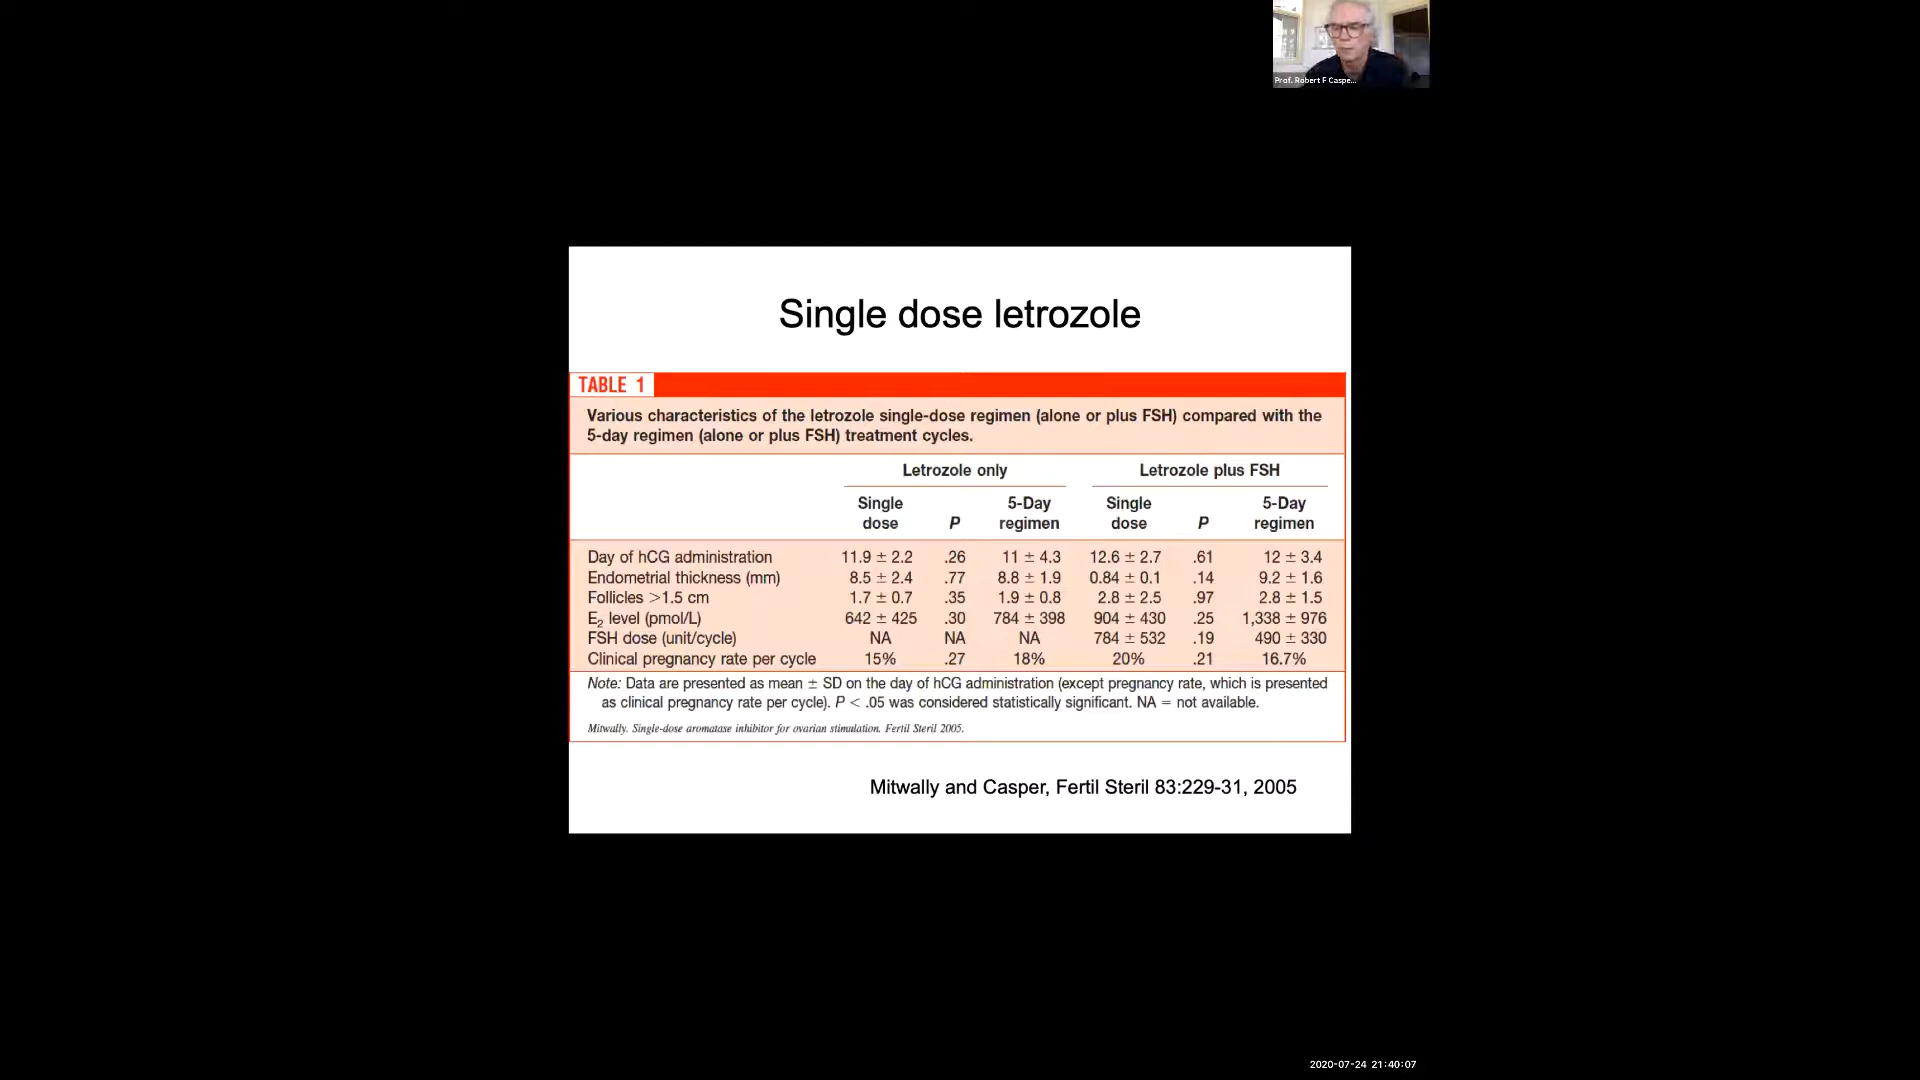 Prof. Robert F Caspe...
Single dose letrozole
TABLE 1
Various characteristics of the letrozole single-dose regimen (alone or plus FSH) compared with the
5-day regimen (alone or plus FSH) treatment cycles.
Letrozole only Letrozole plus FSH
Single 5-Day Single 5-Day
dose P regimen dose P regimen
Day of hCG administration 11.9 ± 2.2 .26 11 ± 4.3 12.6 ± 2.7 .61 12 ± 3.4
Endometrial thickness (mm) 8.5 ± 2.4 .77 8.8 ± 1.9 0.84 ± 0.1 .14 9.2 ± 1.6
Follicles >1.5 cm 1.7 ± 0.7 .35 1.9 ± 0.8 2.8 ± 2.5 .97 2.8 ± 1.5
E₂ level (pmol/L) 642 ± 425 .30 784 ± 398 904 ± 430 .25 1,338 ± 976
FSH dose (unit/cycle) NA NA NA 784 ± 532 .19 490 ± 330
Clinical pregnancy rate per cycle 15% .27 18% 20% .21 16.7%
Note: Data are presented as mean ± SD on the day of hCG administration (except pregnancy rate, which is presented
as clinical pregnancy rate per cycle). P < .05 was considered statistically significant. NA = not available.
Mitwally. Single-dose aromatase inhibitor for ovarian stimulation. Fertil Steril 2005.
Mitwally and Casper, Fertil Steril 83:229-31, 2005
2020-07-24 21:40:07